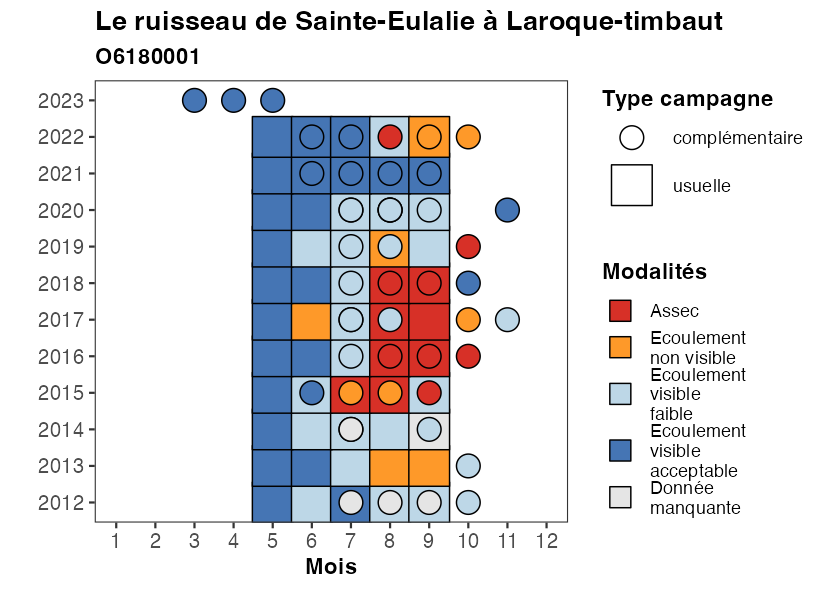 Le ruisseau de Sainte-Eulalie à Laroque-timbaut
O6180001
2023
2022
2021
2020
2019
2018
2017
2016
2015
2014
2013
2012
1 2 3 4 5 6 7 8 9 10 11 12
Mois
Type campagne
complémentaire
usuelle
Modalités
Assec
Ecoulement
non visible
Ecoulement
visible
faible
Ecoulement
visible
acceptable
Donnée
manquante